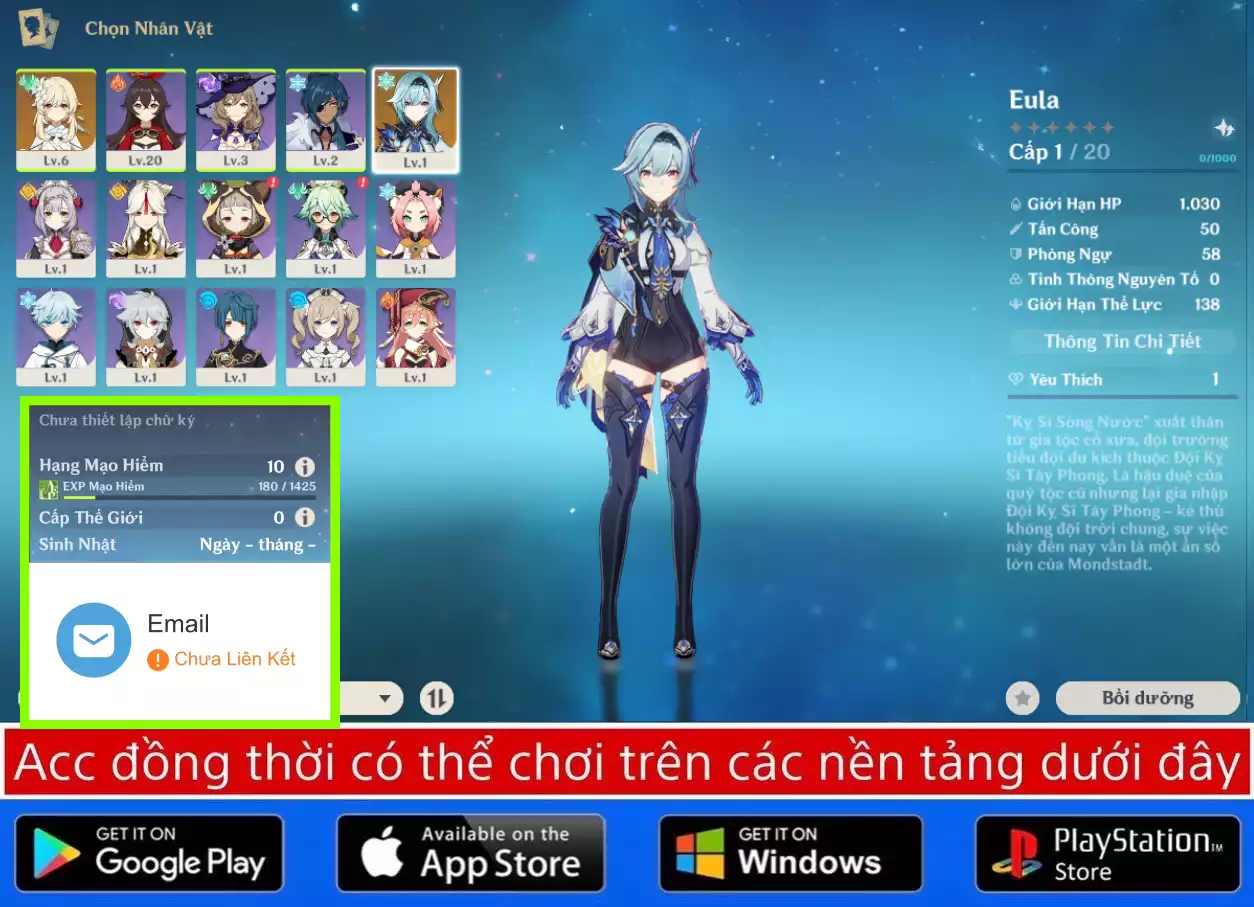 Chọn Nhân Vật
Lv.6
Lv.20
Lv.3
Lv.2
Lv.1
Lv.1
Lv.1
Lv.1
Lv.1
Lv.1
Lv.1
Lv.1
Lv.1
Lv.1
Lv.1
Chưa thiết lập chữ ký
Hạng Mạo Hiểm 10
EXP Mạo Hiểm 180 / 1425
Cấp Thế Giới 0
Sinh Nhật Ngày - tháng -
Email
Chưa Liên Kết
Eula
Cấp 1 / 20
0/1000
Giới Hạn HP 1.030
Tấn Công 50
Phòng Ngự 58
Tinh Thông Nguyên Tố 0
Giới Hạn Thể Lực 138
Thông Tin Chi Tiết
Yêu Thích 1
"Kỵ Sĩ Sóng Nước" xuất thân
từ gia tộc cổ xưa, đội trưởng
tiểu đội du kích thuộc Đội Kỵ
Sĩ Tây Phong. Là hậu duệ của
quý tộc cũ nhưng lại gia nhập
Đội Kỵ Sĩ Tây Phong - kẻ thù
không đội trời chung, sự việc
này đến nay vẫn là một ẩn số
lớn của Mondstadt.
Bồi dưỡng
Acc đồng thời có thể chơi trên các nền tảng dưới đây
GET IT ON
Google Play
Available on the
App Store
GET IT ON
Windows
PlayStation™
Store